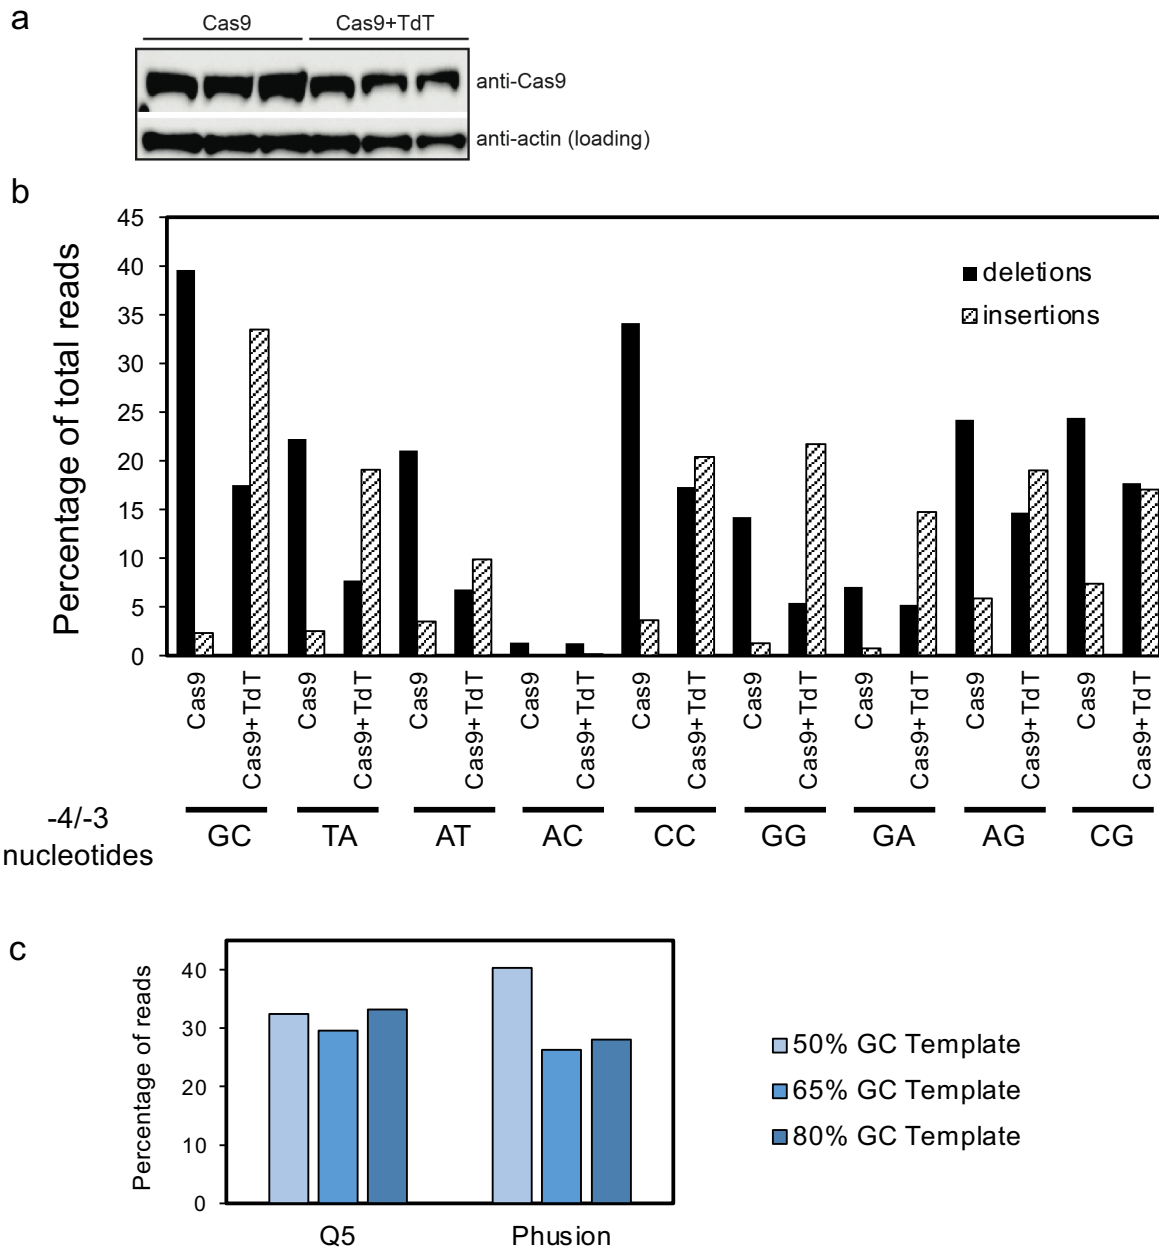 a
Cas9 Cas9+TdT
anti-Cas9
anti-actin (loading)
b
Percentage of total reads
45
40
35
30
25
20
15
10
5
0
deletions
insertions
Cas9 Cas9+TdT Cas9 Cas9+TdT Cas9 Cas9+TdT Cas9 Cas9+TdT Cas9 Cas9+TdT Cas9 Cas9+TdT Cas9 Cas9+TdT Cas9 Cas9+TdT Cas9 Cas9+TdT
-4/-3
nucleotides
GC TA AT AC CC GG GA AG CG
c
Percentage of reads
40
30
20
10
0
Q5 Phusion
50% GC Template
65% GC Template
80% GC Template